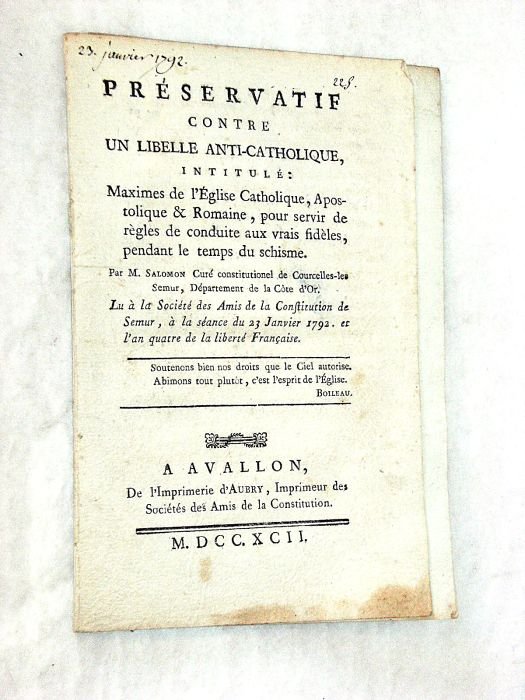 23. janvier 1792.
225.
PRÉSERVATIF
CONTRE
UN LIBELLE ANTI-CATHOLIQUE,
INTITULÉ:
Maximes de l'Église Catholique, Apos-
tolique & Romaine, pour servir de
règles de conduite aux vrais fidèles,
pendant le temps du schisme.
Par M. SALOMON Curé constitutionel de Courcelles-les
Semur, Département de la Côte d'Or.
Lu à la Société des Amis de la Conſtitution de
Semur, à la séance du 23 Janvier 1792. et
l'an quatre de la liberté Française.
Soutenons bien nos droits que le Ciel autorise.
Abimons tout plutôt, c'est l'esprit de l'Église.
BOILEAU.
A AVALLON,
De l'Imprimerie d'AUBRY, Imprimeur des
Sociétés des Amis de la Constitution.
M. DCC. XCII.